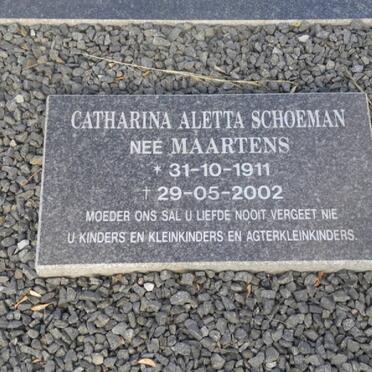 CATHARINA ALETTA SCHOEMAN
NEÉ MAARTENS
* 31-10-1911
† 29-05-2002
MOEDER ONS SAL U LIEFDE NOOIT VERGEET NIE
U KINDERS EN KLEINKINDERS EN AGTERKLEINKINDERS.